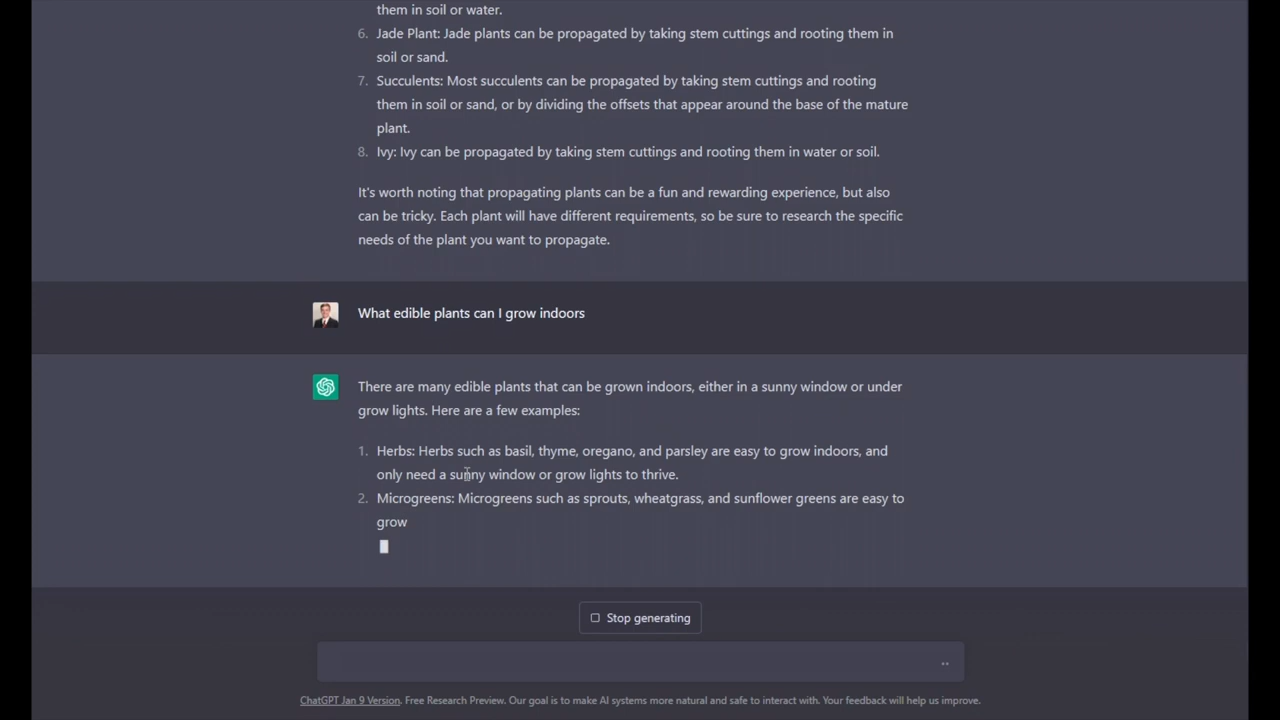 them in soil or water.
6. Jade Plant: Jade plants can be propagated by taking stem cuttings and rooting them in
soil or sand.
7. Succulents: Most succulents can be propagated by taking stem cuttings and rooting
them in soil or sand, or by dividing the offsets that appear around the base of the mature
plant.
8. Ivy: Ivy can be propagated by taking stem cuttings and rooting them in water or soil.
It's worth noting that propagating plants can be a fun and rewarding experience, but also
can be tricky. Each plant will have different requirements, so be sure to research the specific
needs of the plant you want to propagate.
What edible plants can I grow indoors
There are many edible plants that can be grown indoors, either in a sunny window or under
grow lights. Here are a few examples:
1. Herbs: Herbs such as basil, thyme, oregano, and parsley are easy to grow indoors, and
only need a sunny window or grow lights to thrive.
2. Microgreens: Microgreens such as sprouts, wheatgrass, and sunflower greens are easy to
grow
Stop generating
ChatGPT Jan 9 Version. Free Research Preview. Our goal is to make AI systems more natural and safe to interact with. Your feedback will help us improve.